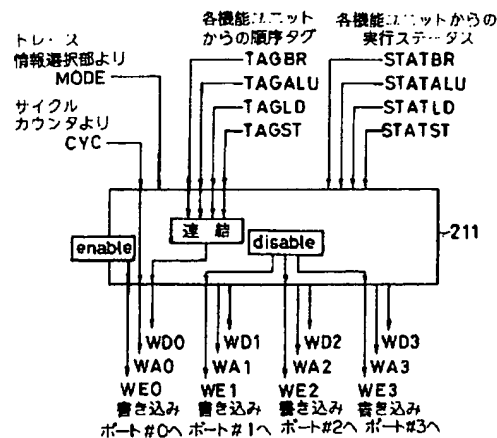 トレース
情報選択部より
MODE
サイクル
カウンタより
CYC
各機能ユニット
からの順序タグ
TAGBR
TAGALU
TAGLD
TAGST
各機能ユニットからの
実行ステータス
STATBR
STATALU
STATLD
STATST
連結
enable
disable
211
WD0
WD1
WD2
WD3
WA0
WA1
WA2
WA3
WE0
WE1
WE2
WE3
書き込み
書き込み
書き込み
書き込み
ポート#0へ
ポート#1へ
ポート#2へ
ポート#3へ